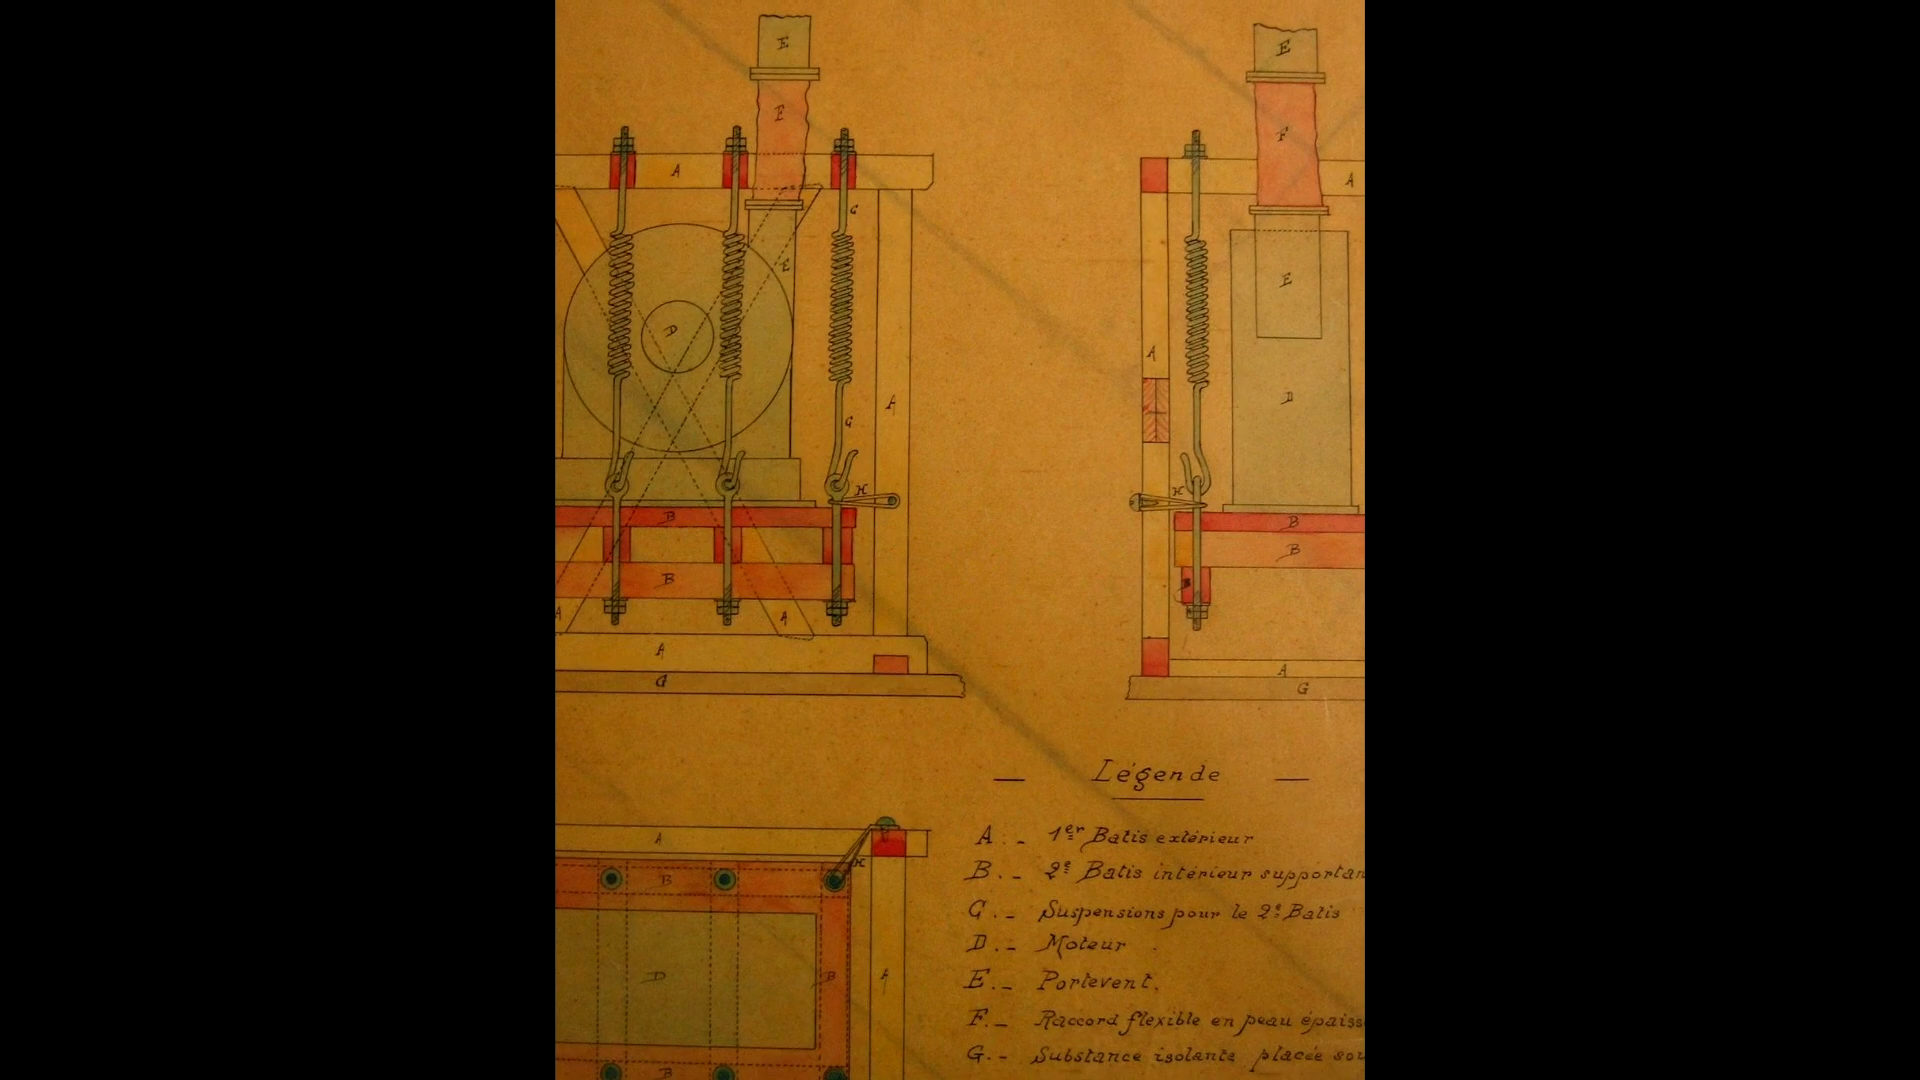 E
E
F
F
A
A
G
E
E
D
A
A
D
G
H
H
B
B
B
B
B
A
A
A
A
G
G
Légende
A
A._ 1er Batis extérieur
B._ 2e Batis intérieur supportan
C._ Suspensions pour le 2e Batis
D._ Moteur.
E._ Portevent.
F._ Raccord flexible en peau épaiss
G._ Substance isolante placée sou
H
B
D
B
A
B